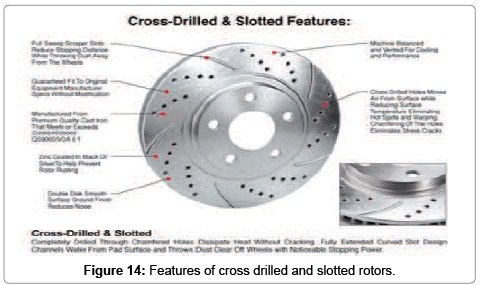 Cross-Drilled & Slotted Features:
Full Sweep Scraper Slots
Reduce Stopping Distance
While Throwing Dust Away
From The Wheels
Guaranteed Fit To Original
Equipment Manufacturer
Specs Without Modification
Manufactured From
Premium Quality Cast Iron
That Meets or Exceeds
Zinc Coated In Black Or
Silver To Help Prevent
Rotor Rusting
Double Disk Smooth
Surface Ground Finish
Reduces Noise
Machine Balanced
and Vented For Cooling
and Performance
Cross Drilled Holes Moves
Air From Surface while
Reducing Surface
Temperature Eliminating
Hot Spots and Warping
- Chamfering Of The Holes
Eliminates Stress Cracks
Cross-Drilled & Slotted
Completely Drilled Through Chamfered Holes Dissipate Heat Without Cracking. Fully Extended Curved Slot Design
Channels Water From Pad Surface and Throws Dust Clear Off Wheels with Noticeable Stopping Power.
Figure 14: Features of cross drilled and slotted rotors.